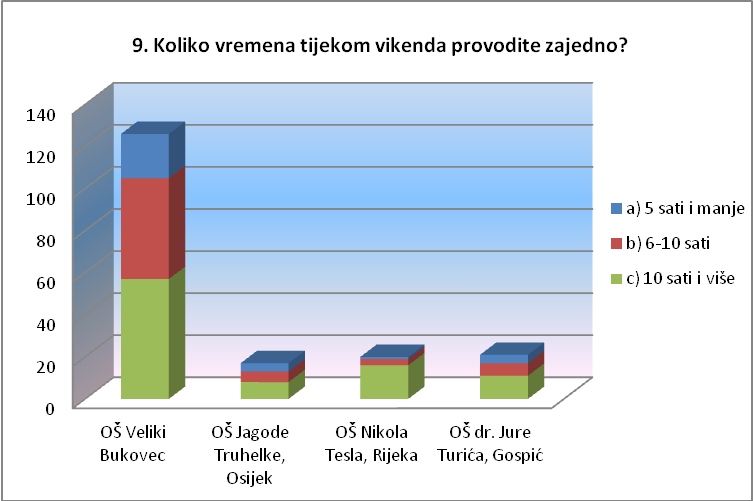 9. Koliko vremena tijekom vikenda provodite zajedno?
140
120
100
80
60
40
20
0
OŠ Veliki
Bukovec
OŠ Jagode
Truhelke,
Osijek
OŠ Nikola
Tesla, Rijeka
OŠ dr. Jure
Turića, Gospić
a) 5 sati i manje
b) 6-10 sati
c) 10 sati i više